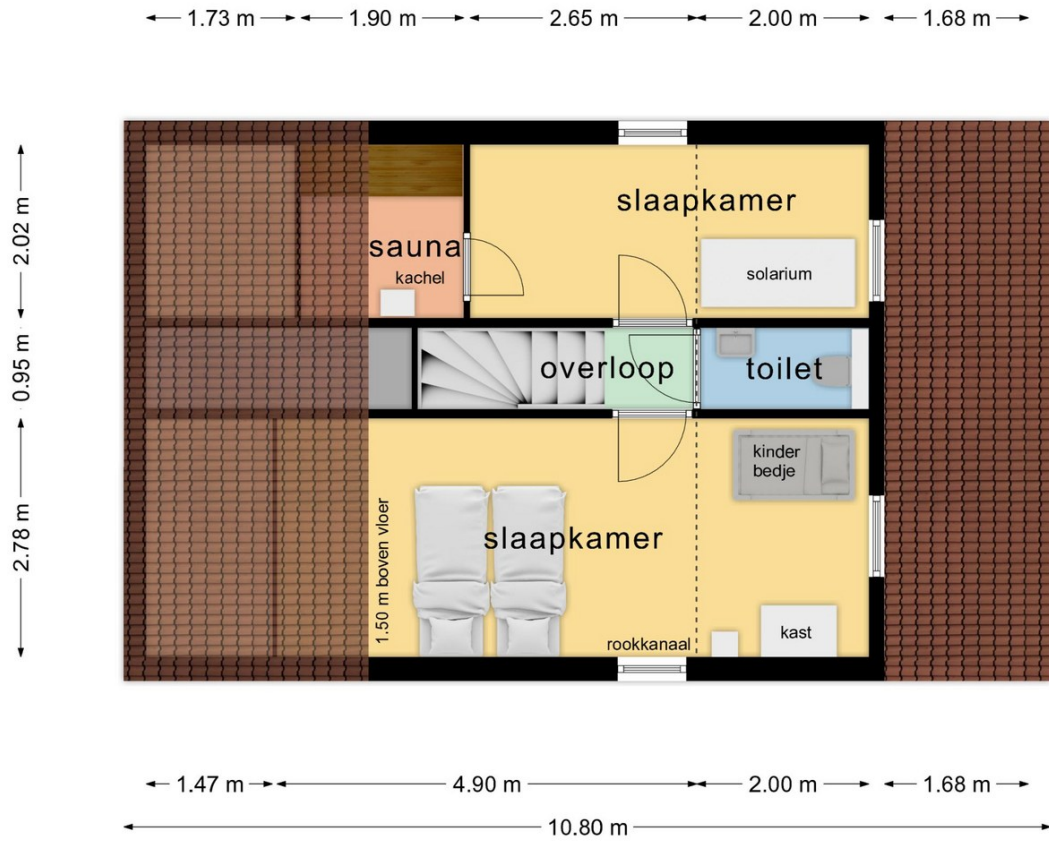 1.73 m
1.90 m
2.65 m
2.00 m
1.68 m
2.02 m
0.95 m
2.78 m
slaapkamer
sauna
kachel
solarium
overloop
toilet
kinder
bedje
1.50 m boven vloer
slaapkamer
kast
rookkanaal
1.47 m
4.90 m
2.00 m
1.68 m
10.80 m